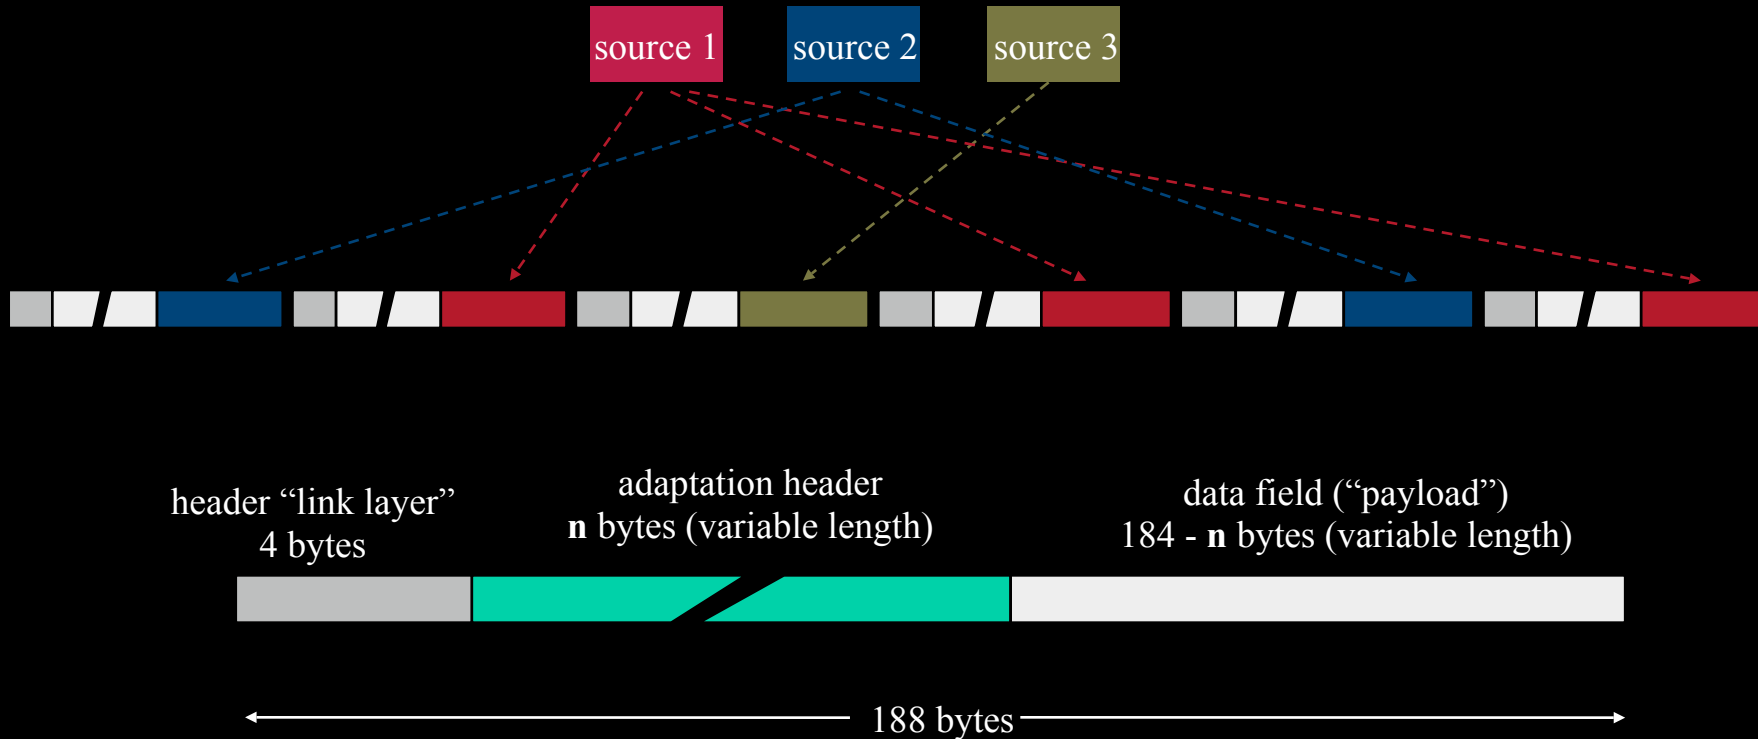 source 1
source 2
source 3
header “link layer”
4 bytes
adaptation header
n bytes (variable length)
data field (“payload”)
184 - n bytes (variable length)
188 bytes